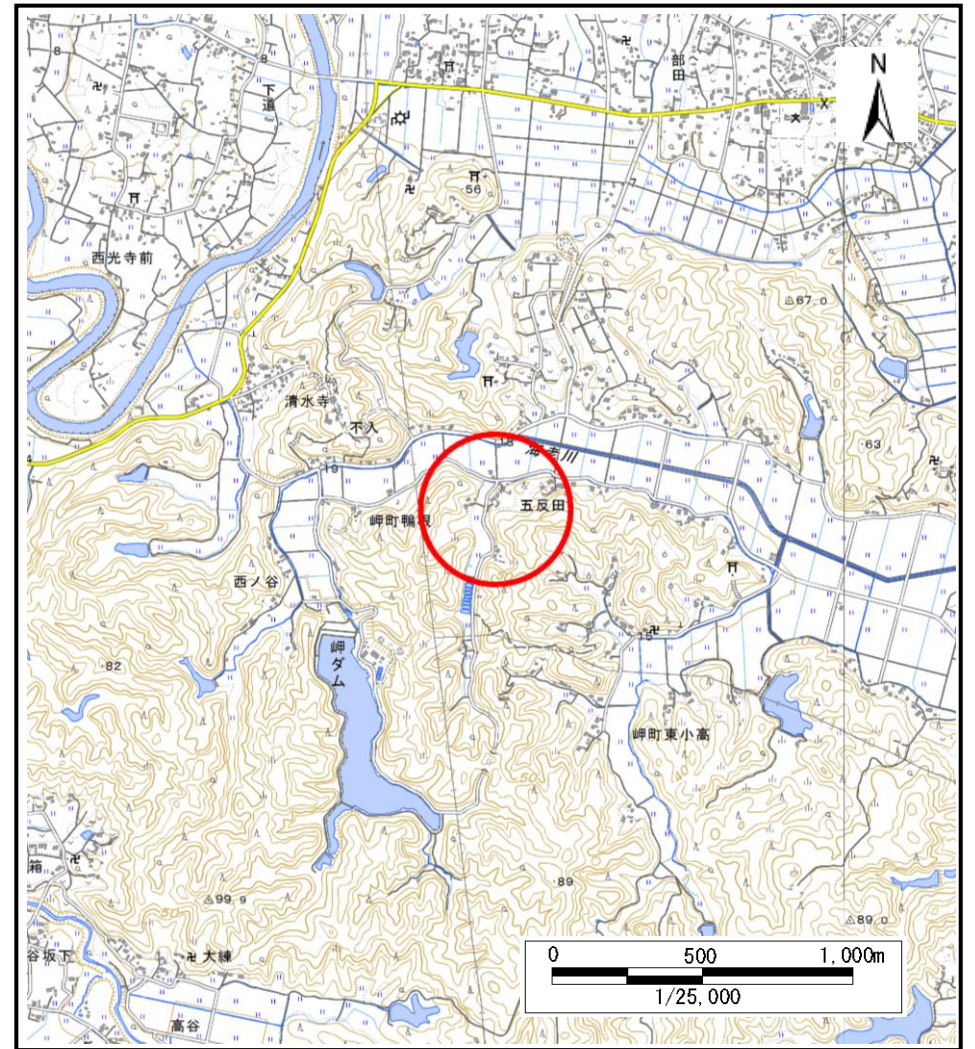 8
8
下道
部田
N
56
7
5
西光寺前
67.0
清水寺
不入
18
海老川
63
19
岬町鴨根
五反田
西ノ谷
82
岬ダム
15
岬町東小高
箱
89
99.9
89.0
谷坂下
大練
高谷
0 500 1,000m
1/25,000